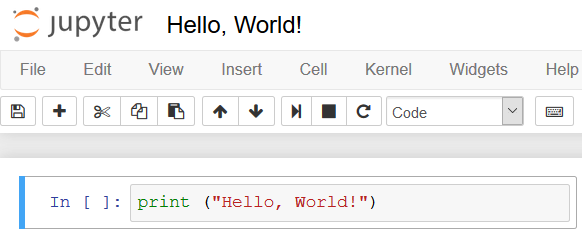 jupyter Hello, World!
File Edit View Insert Cell Kernel Widgets Help
Code
In [ ]: print ("Hello, World!")